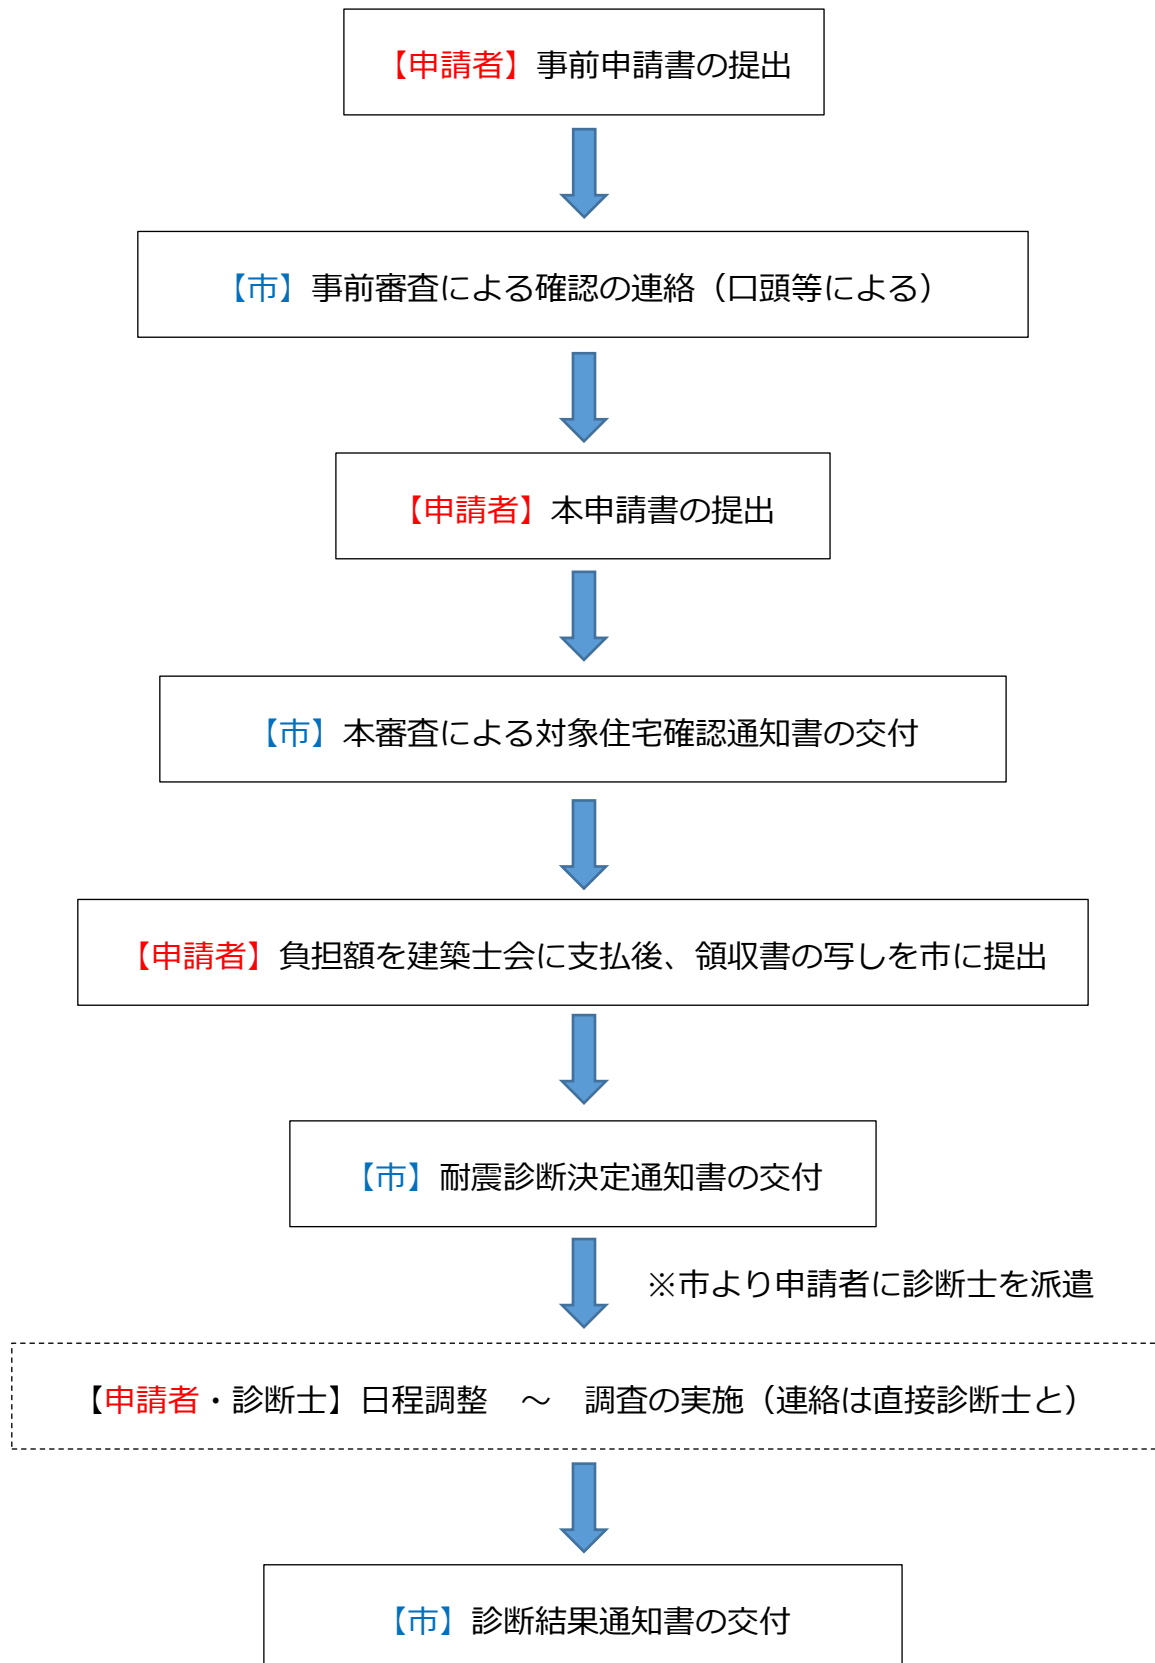 【申請者】事前申請書の提出
【市】事前審査による確認の連絡（口頭等による）
【申請者】本申請書の提出
【市】本審査による対象住宅確認通知書の交付
【申請者】負担額を建築士会に支払後、領収書の写しを市に提出
【市】耐震診断決定通知書の交付
※市より申請者に診断士を派遣
【申請者・診断士】日程調整　～　調査の実施（連絡は直接診断士と）
【市】診断結果通知書の交付